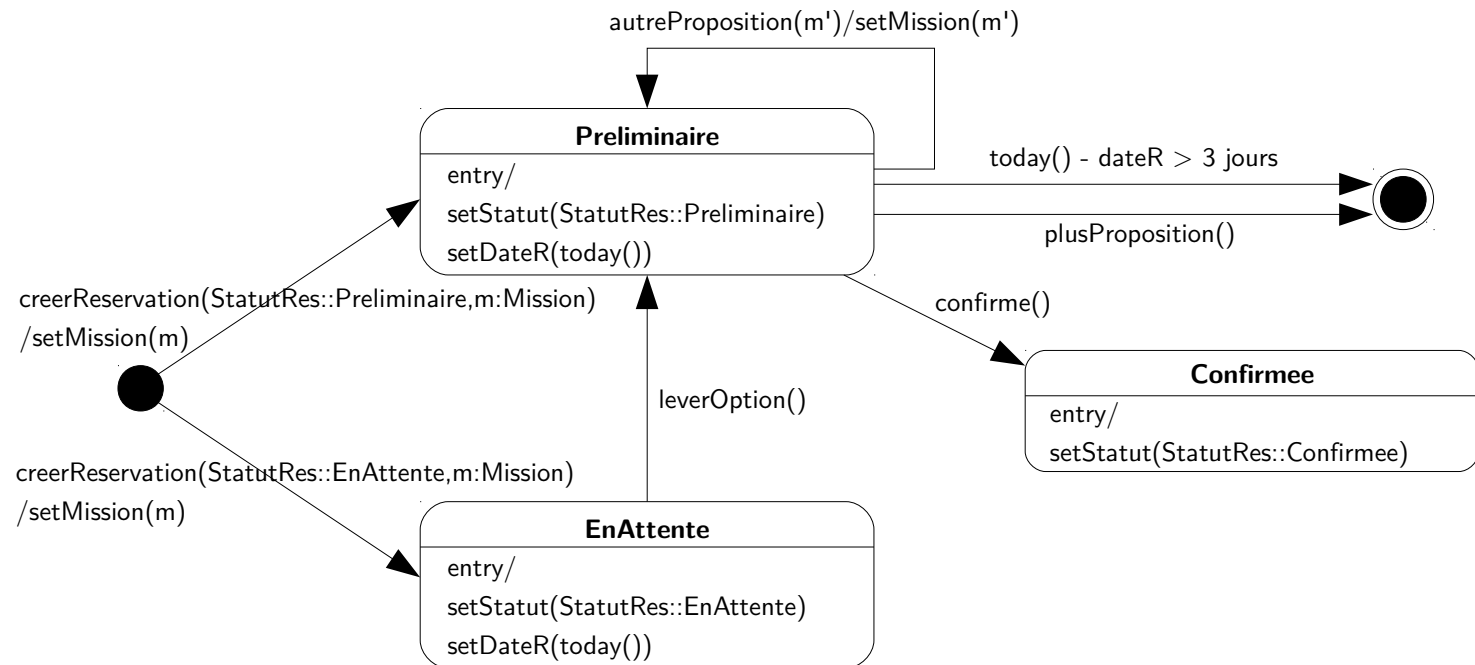 autreProposition(m')/setMission(m')
Preliminaire
entry/
setStatut(StatutRes::Preliminaire)
setDateR(today())
today() - dateR > 3 jours
plusProposition()
creerReservation(StatutRes::Preliminaire,m:Mission)
/setMission(m)
confirme()
Confirmee
entry/
setStatut(StatutRes::Confirmee)
leverOption()
creerReservation(StatutRes::EnAttente,m:Mission)
/setMission(m)
EnAttente
entry/
setStatut(StatutRes::EnAttente)
setDateR(today())